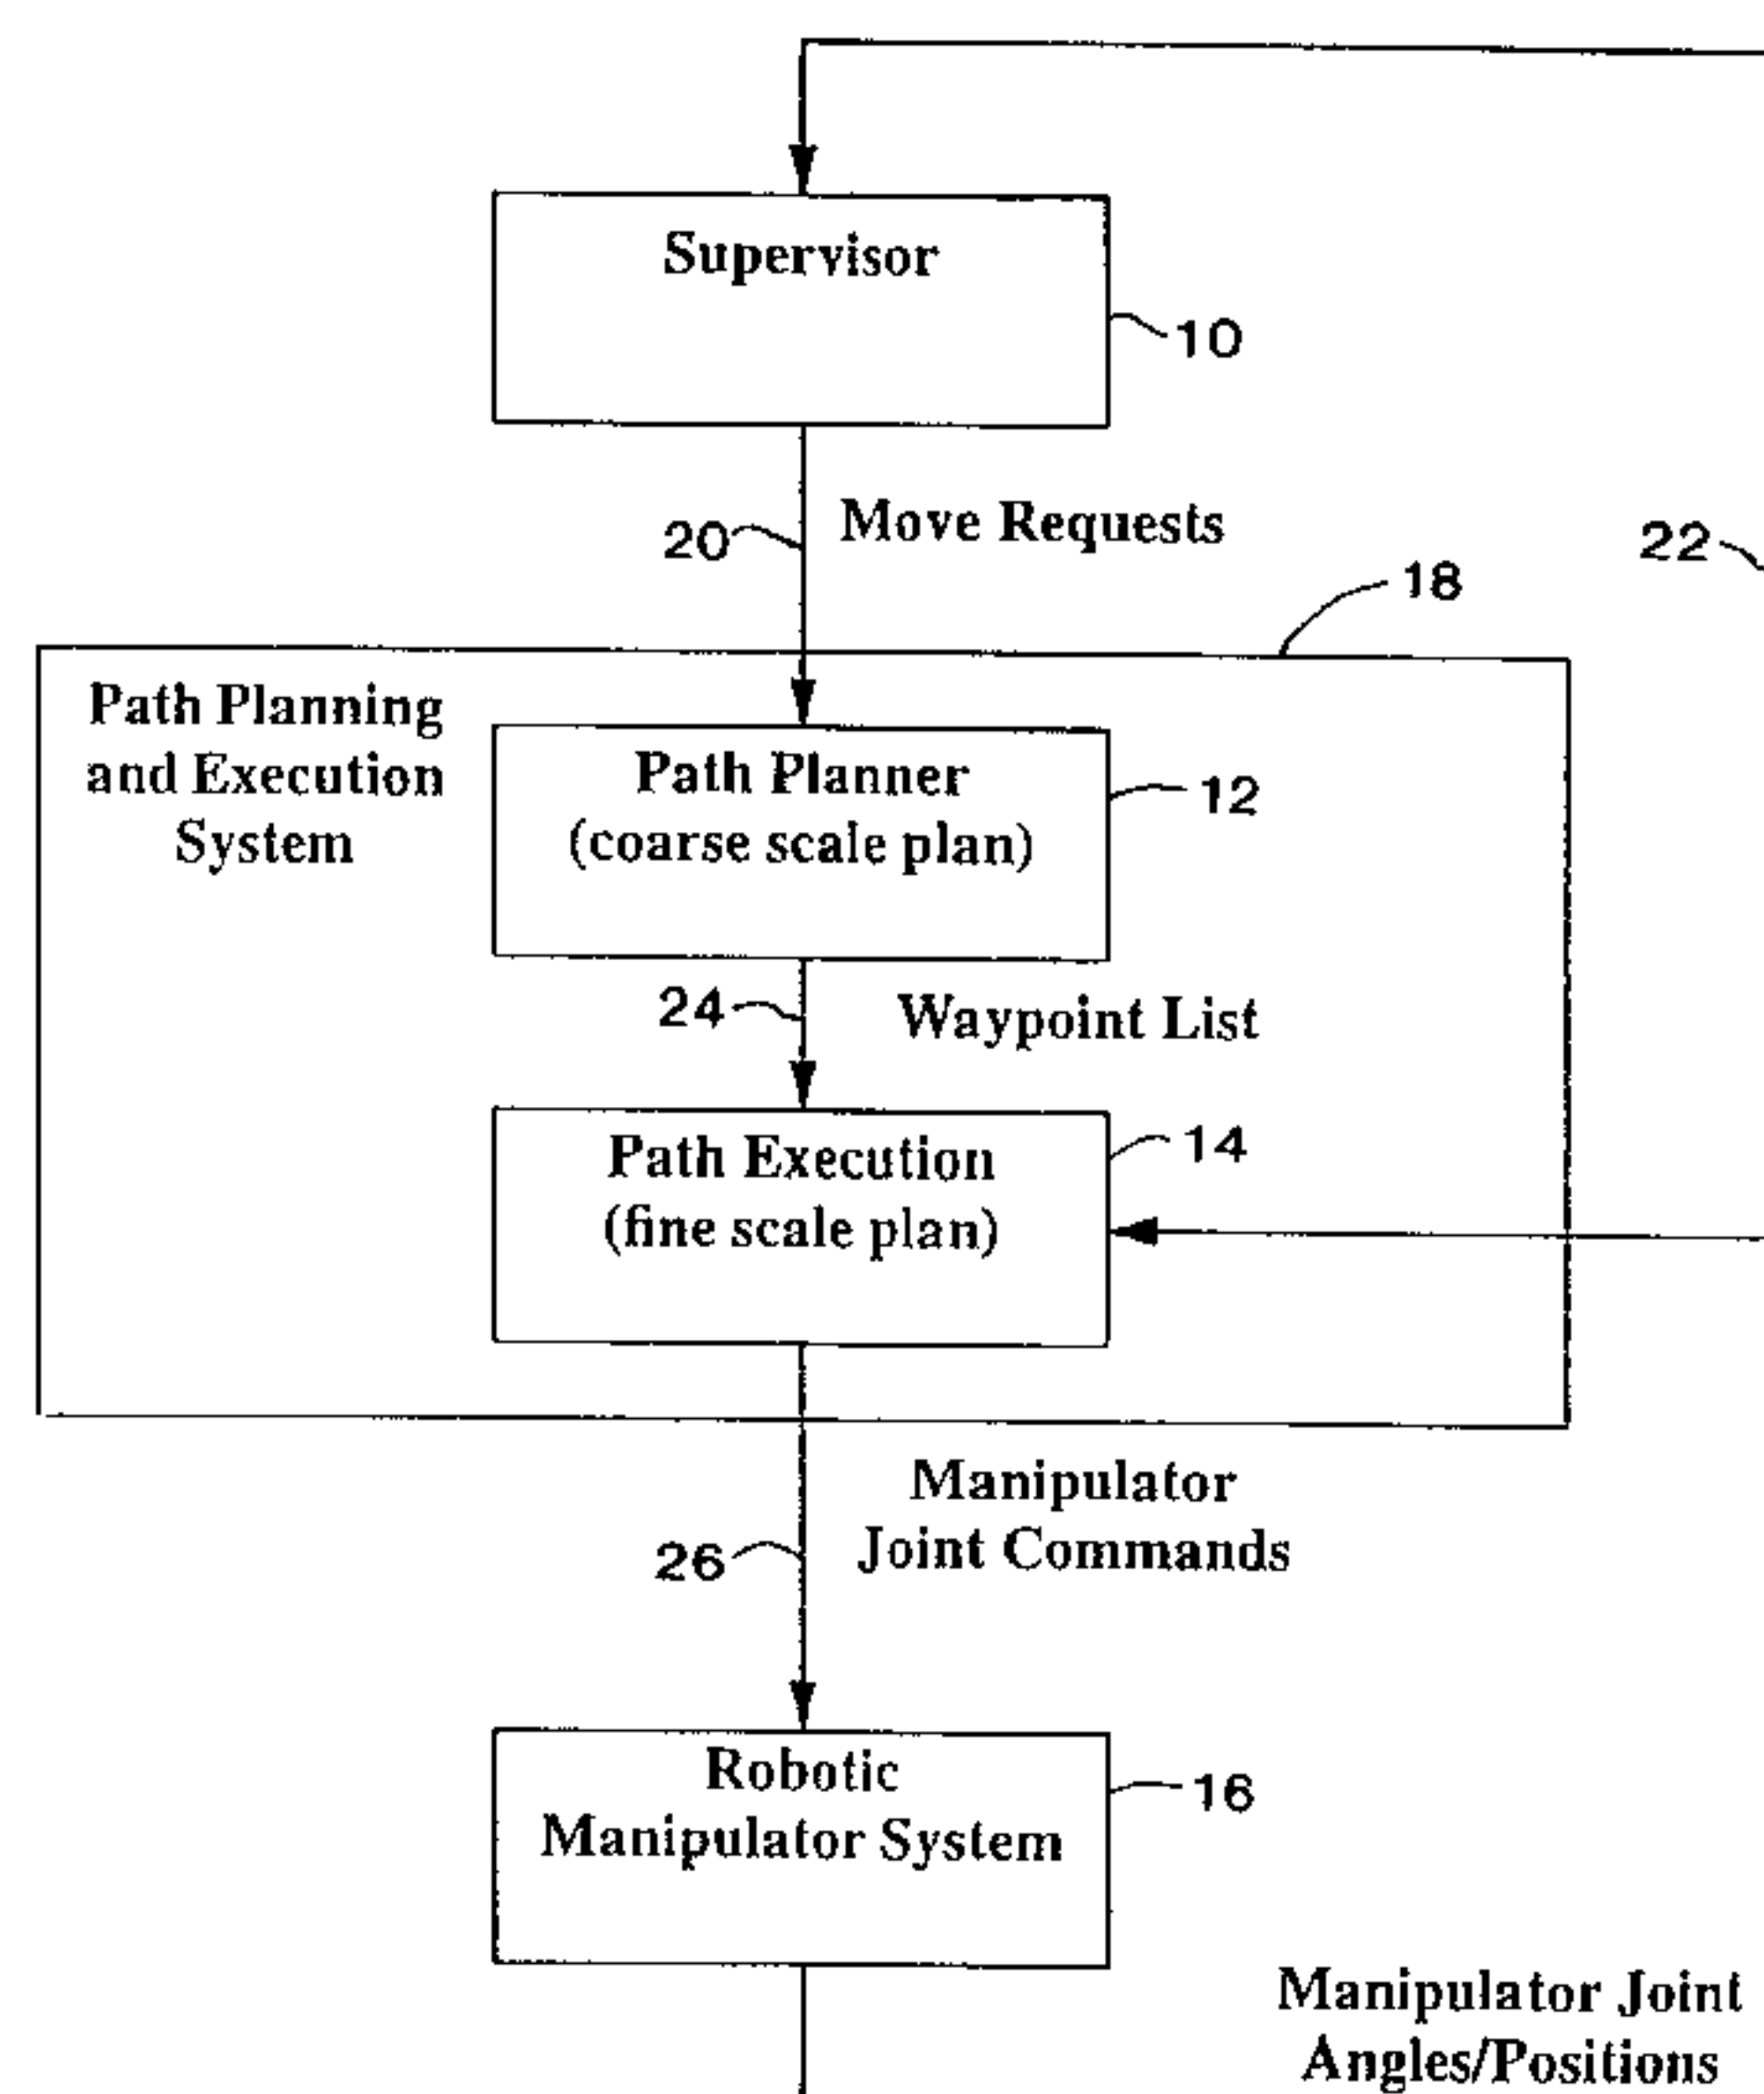 Supervisor
10
20
Move Requests
22
18
Path Planning
and Execution
System
Path Planner
(coarse scale plan)
12
24
Waypoint List
Path Execution
(fine scale plan)
14
Manipulator
Joint Commands
26
Robotic
Manipulator System
16
Manipulator Joint
Angles/Positions